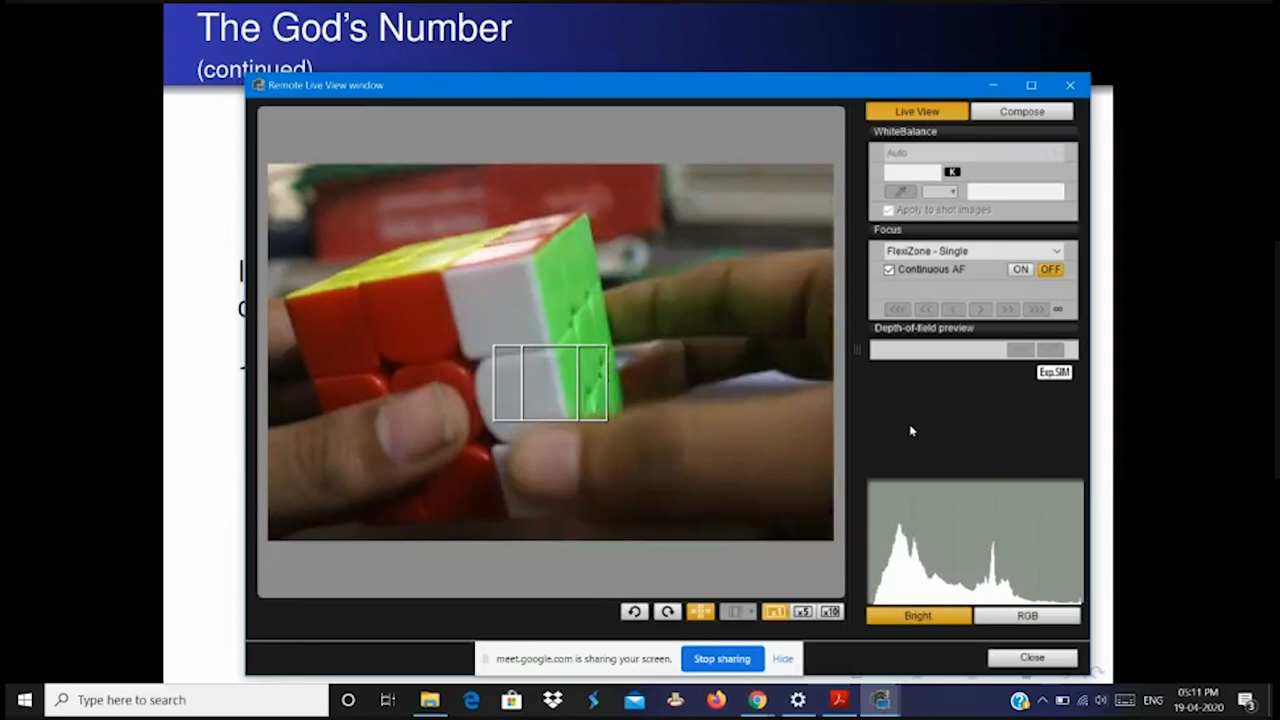 The God's Number
(continued)
Remote Live View window
Live View
Compose
WhiteBalance
Auto
K
Apply to shot images
Focus
FlexiZone - Single
Continuous AF
ON
OFF
Depth-of-field preview
Exp.SIM
x1
x5
x10
Bright
RGB
meet.google.com is sharing your screen.
Stop sharing
Hide
Close
Type here to search
ENG
05:11 PM
19-04-2020
3